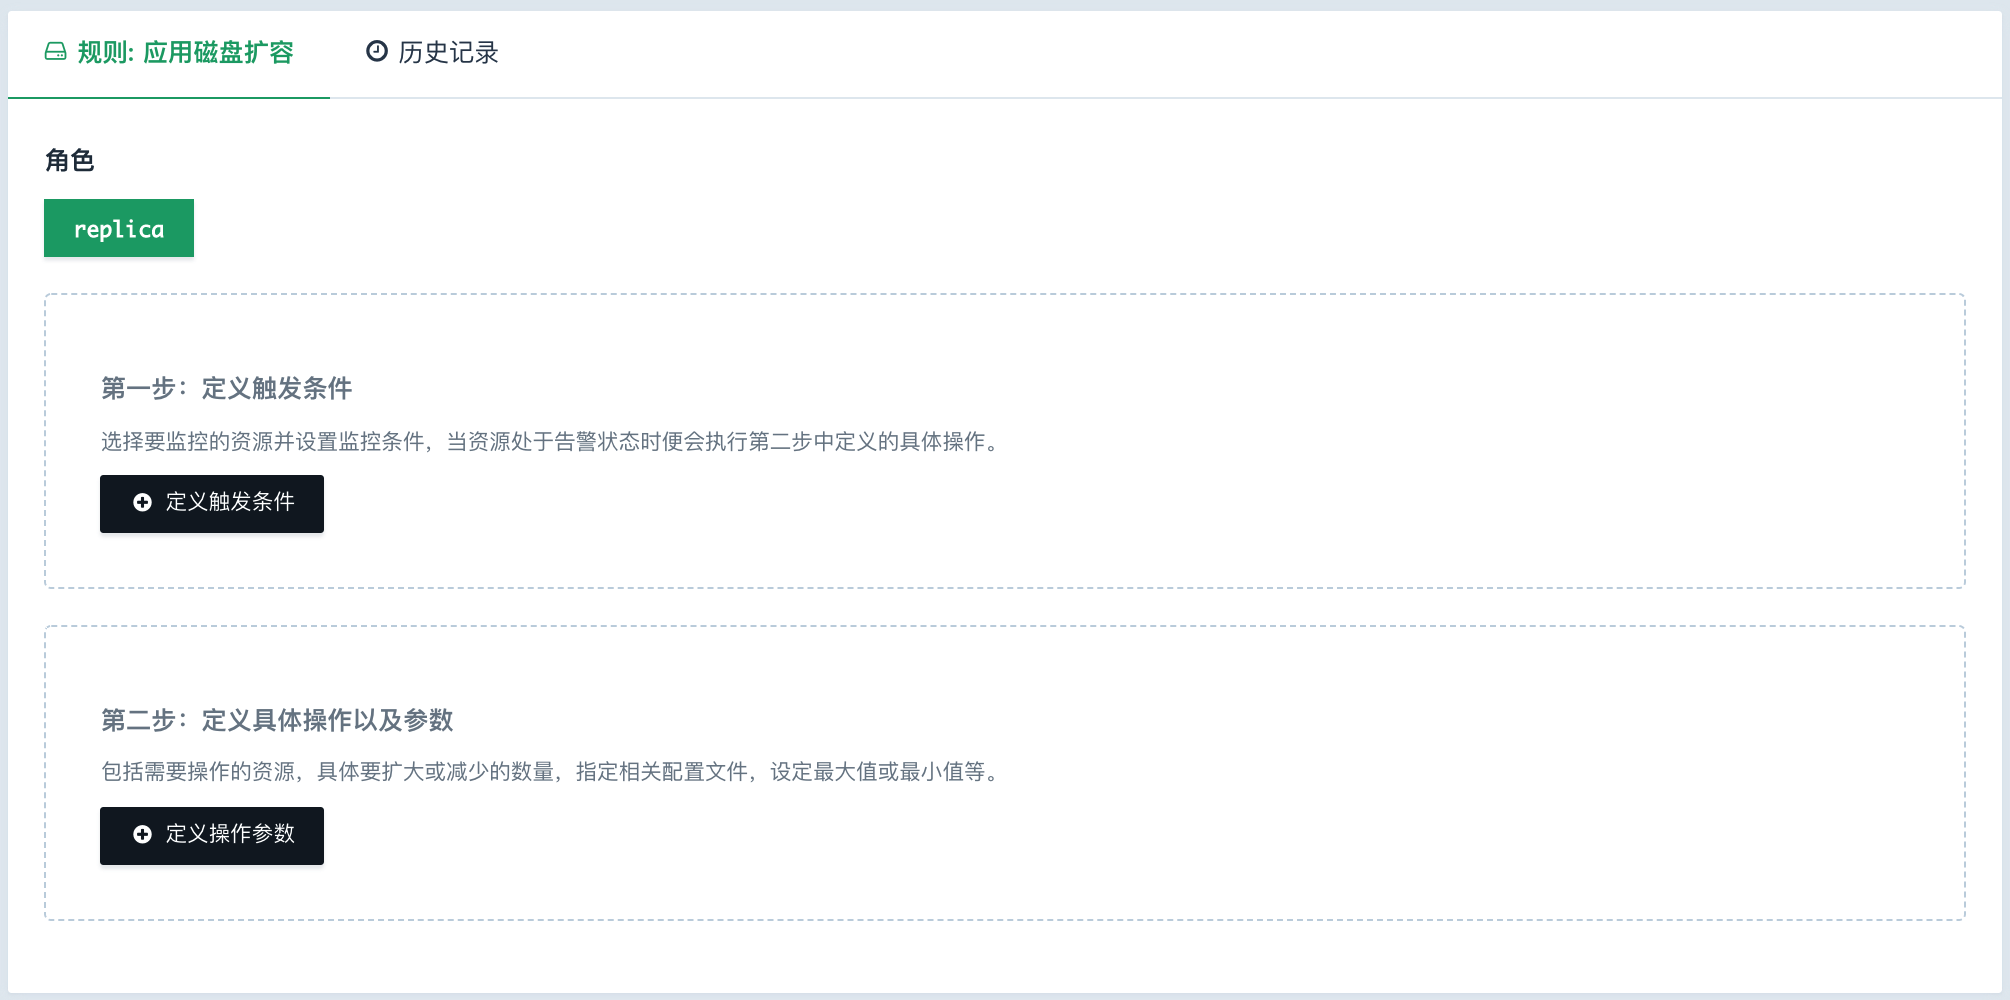 规则: 应用磁盘扩容
历史记录
角色
replica
第一步：定义触发条件
选择要监控的资源并设置监控条件，当资源处于告警状态时便会执行第二步中定义的具体操作。
定义触发条件
第二步：定义具体操作以及参数
包括需要操作的资源，具体要扩大或减少的数量，指定相关配置文件，设定最大值或最小值等。
定义操作参数